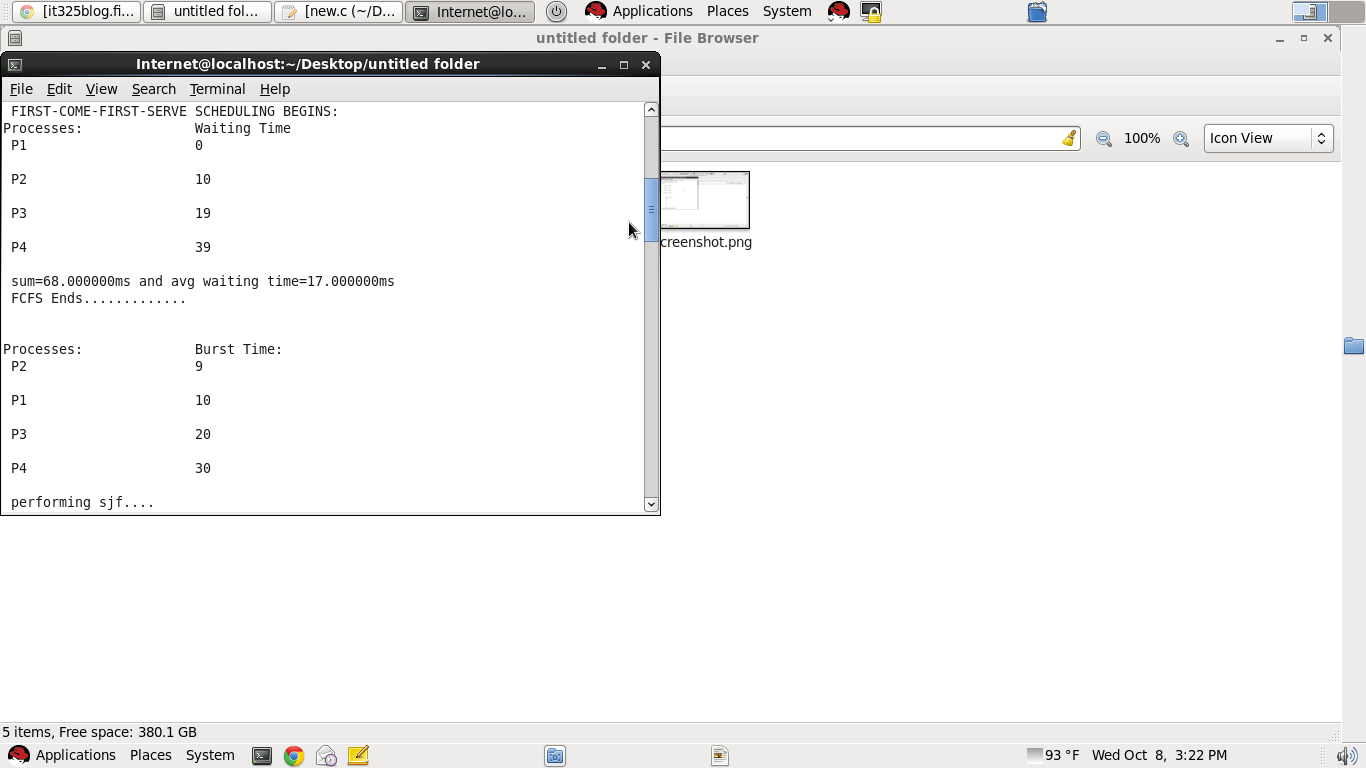 [it325blog.fi... untitled fol... [new.c (~/D... Internet@lo... Applications Places System
untitled folder - File Browser
Internet@localhost:~/Desktop/untitled folder
File Edit View Search Terminal Help
FIRST-COME-FIRST-SERVE SCHEDULING BEGINS:
Processes: Waiting Time
P1 0
P2 10
P3 19
P4 39
sum=68.000000ms and avg waiting time=17.000000ms
FCFS Ends.............
Processes: Burst Time:
P2 9
P1 10
P3 20
P4 30
performing sjf....
100% Icon View
creenshot.png
5 items, Free space: 380.1 GB
Applications Places System 93 °F Wed Oct 8, 3:22 PM